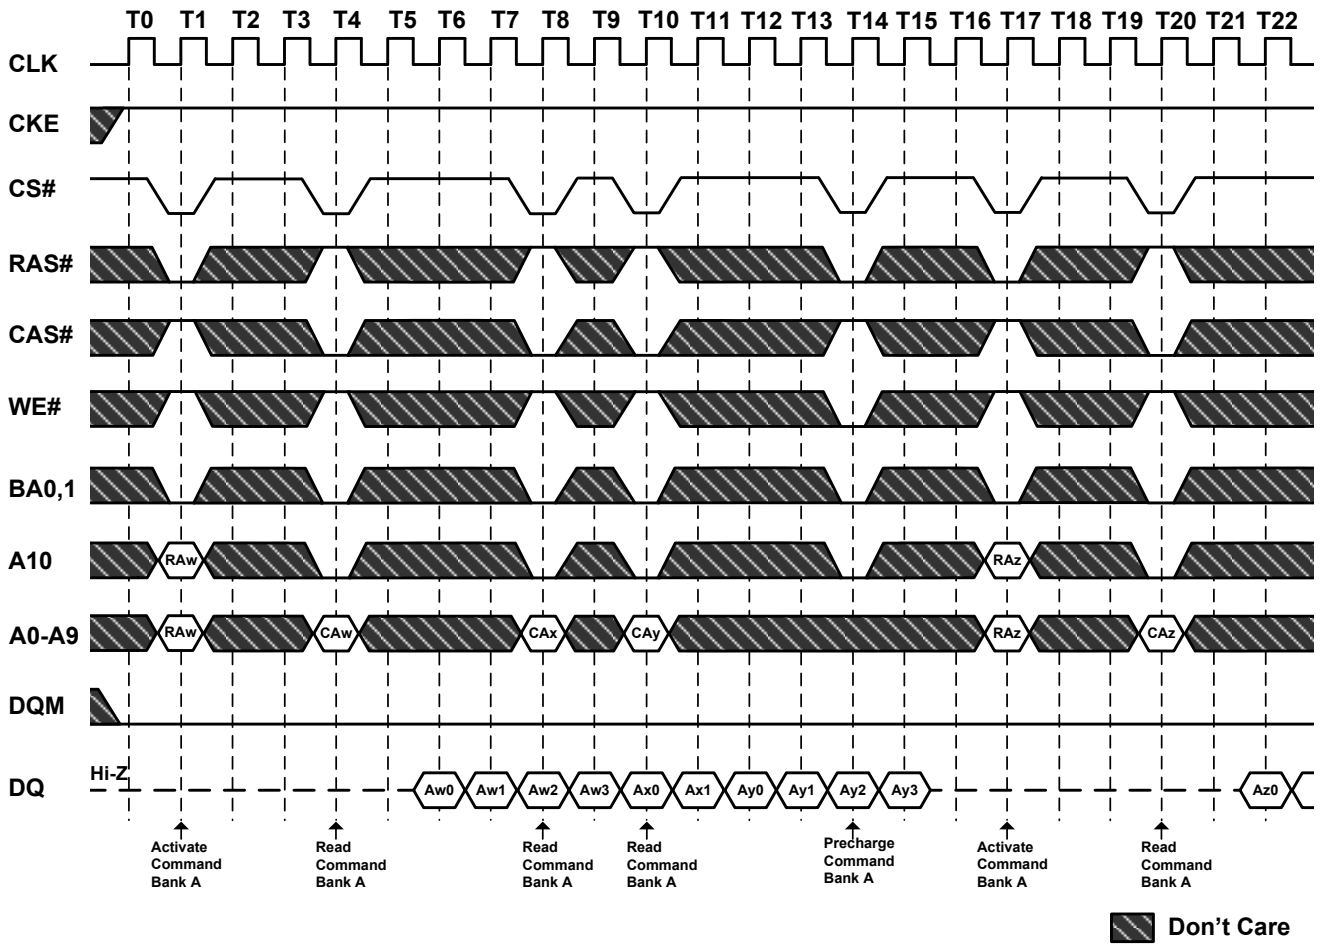 T0 T1 T2 T3 T4 T5 T6 T7 T8 T9 T10 T11 T12 T13 T14 T15 T16 T17 T18 T19 T20 T21 T22
CLK
CKE
CS#
RAS#
CAS#
WE#
BA0,1
A10 RAw RAz
A0-A9 RAw CAw CAx CAy RAz CAz
DQM
Hi-Z
DQ Aw0 Aw1 Aw2 Aw3 Ax0 Ax1 Ay0 Ay1 Ay2 Ay3 Az0
Activate
Command
Bank A
Read
Command
Bank A
Read
Command
Bank A
Read
Command
Bank A
Precharge
Command
Bank A
Activate
Command
Bank A
Read
Command
Bank A
Don't Care